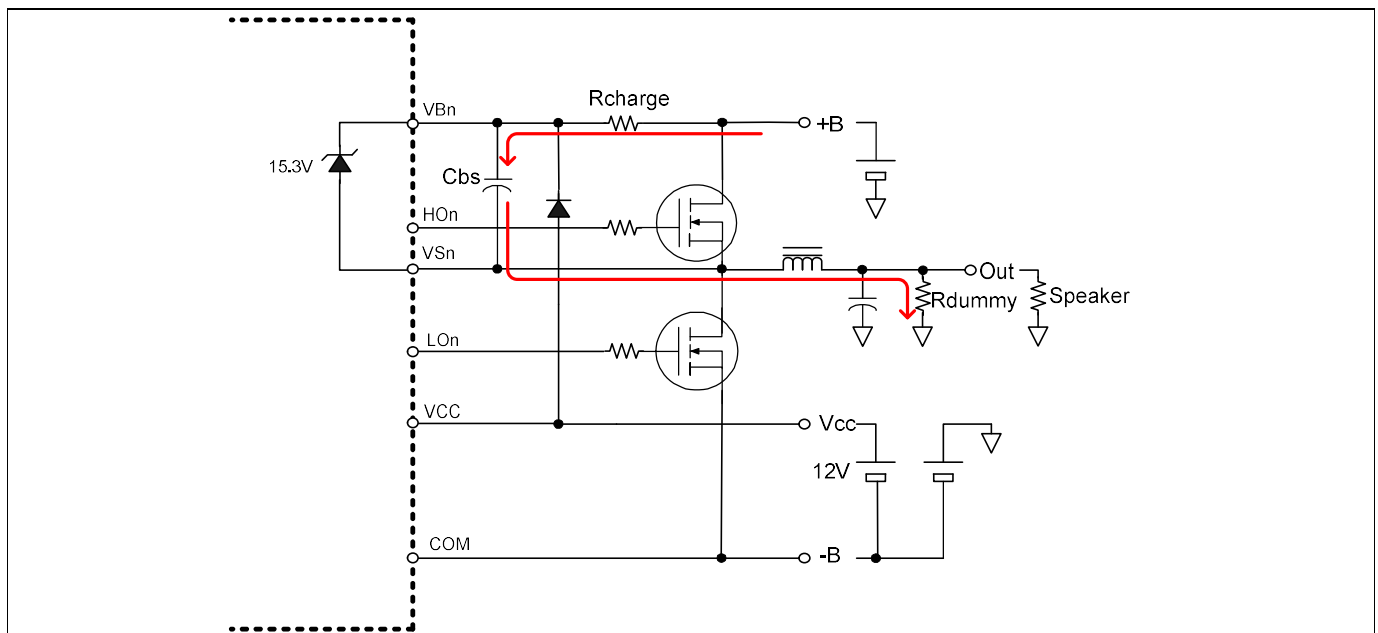 Rcharge
VBn
+B
15.3V
Cbs
HOn
VSn
Out
Rdummy
Speaker
LOn
VCC
Vcc
12V
COM
-B